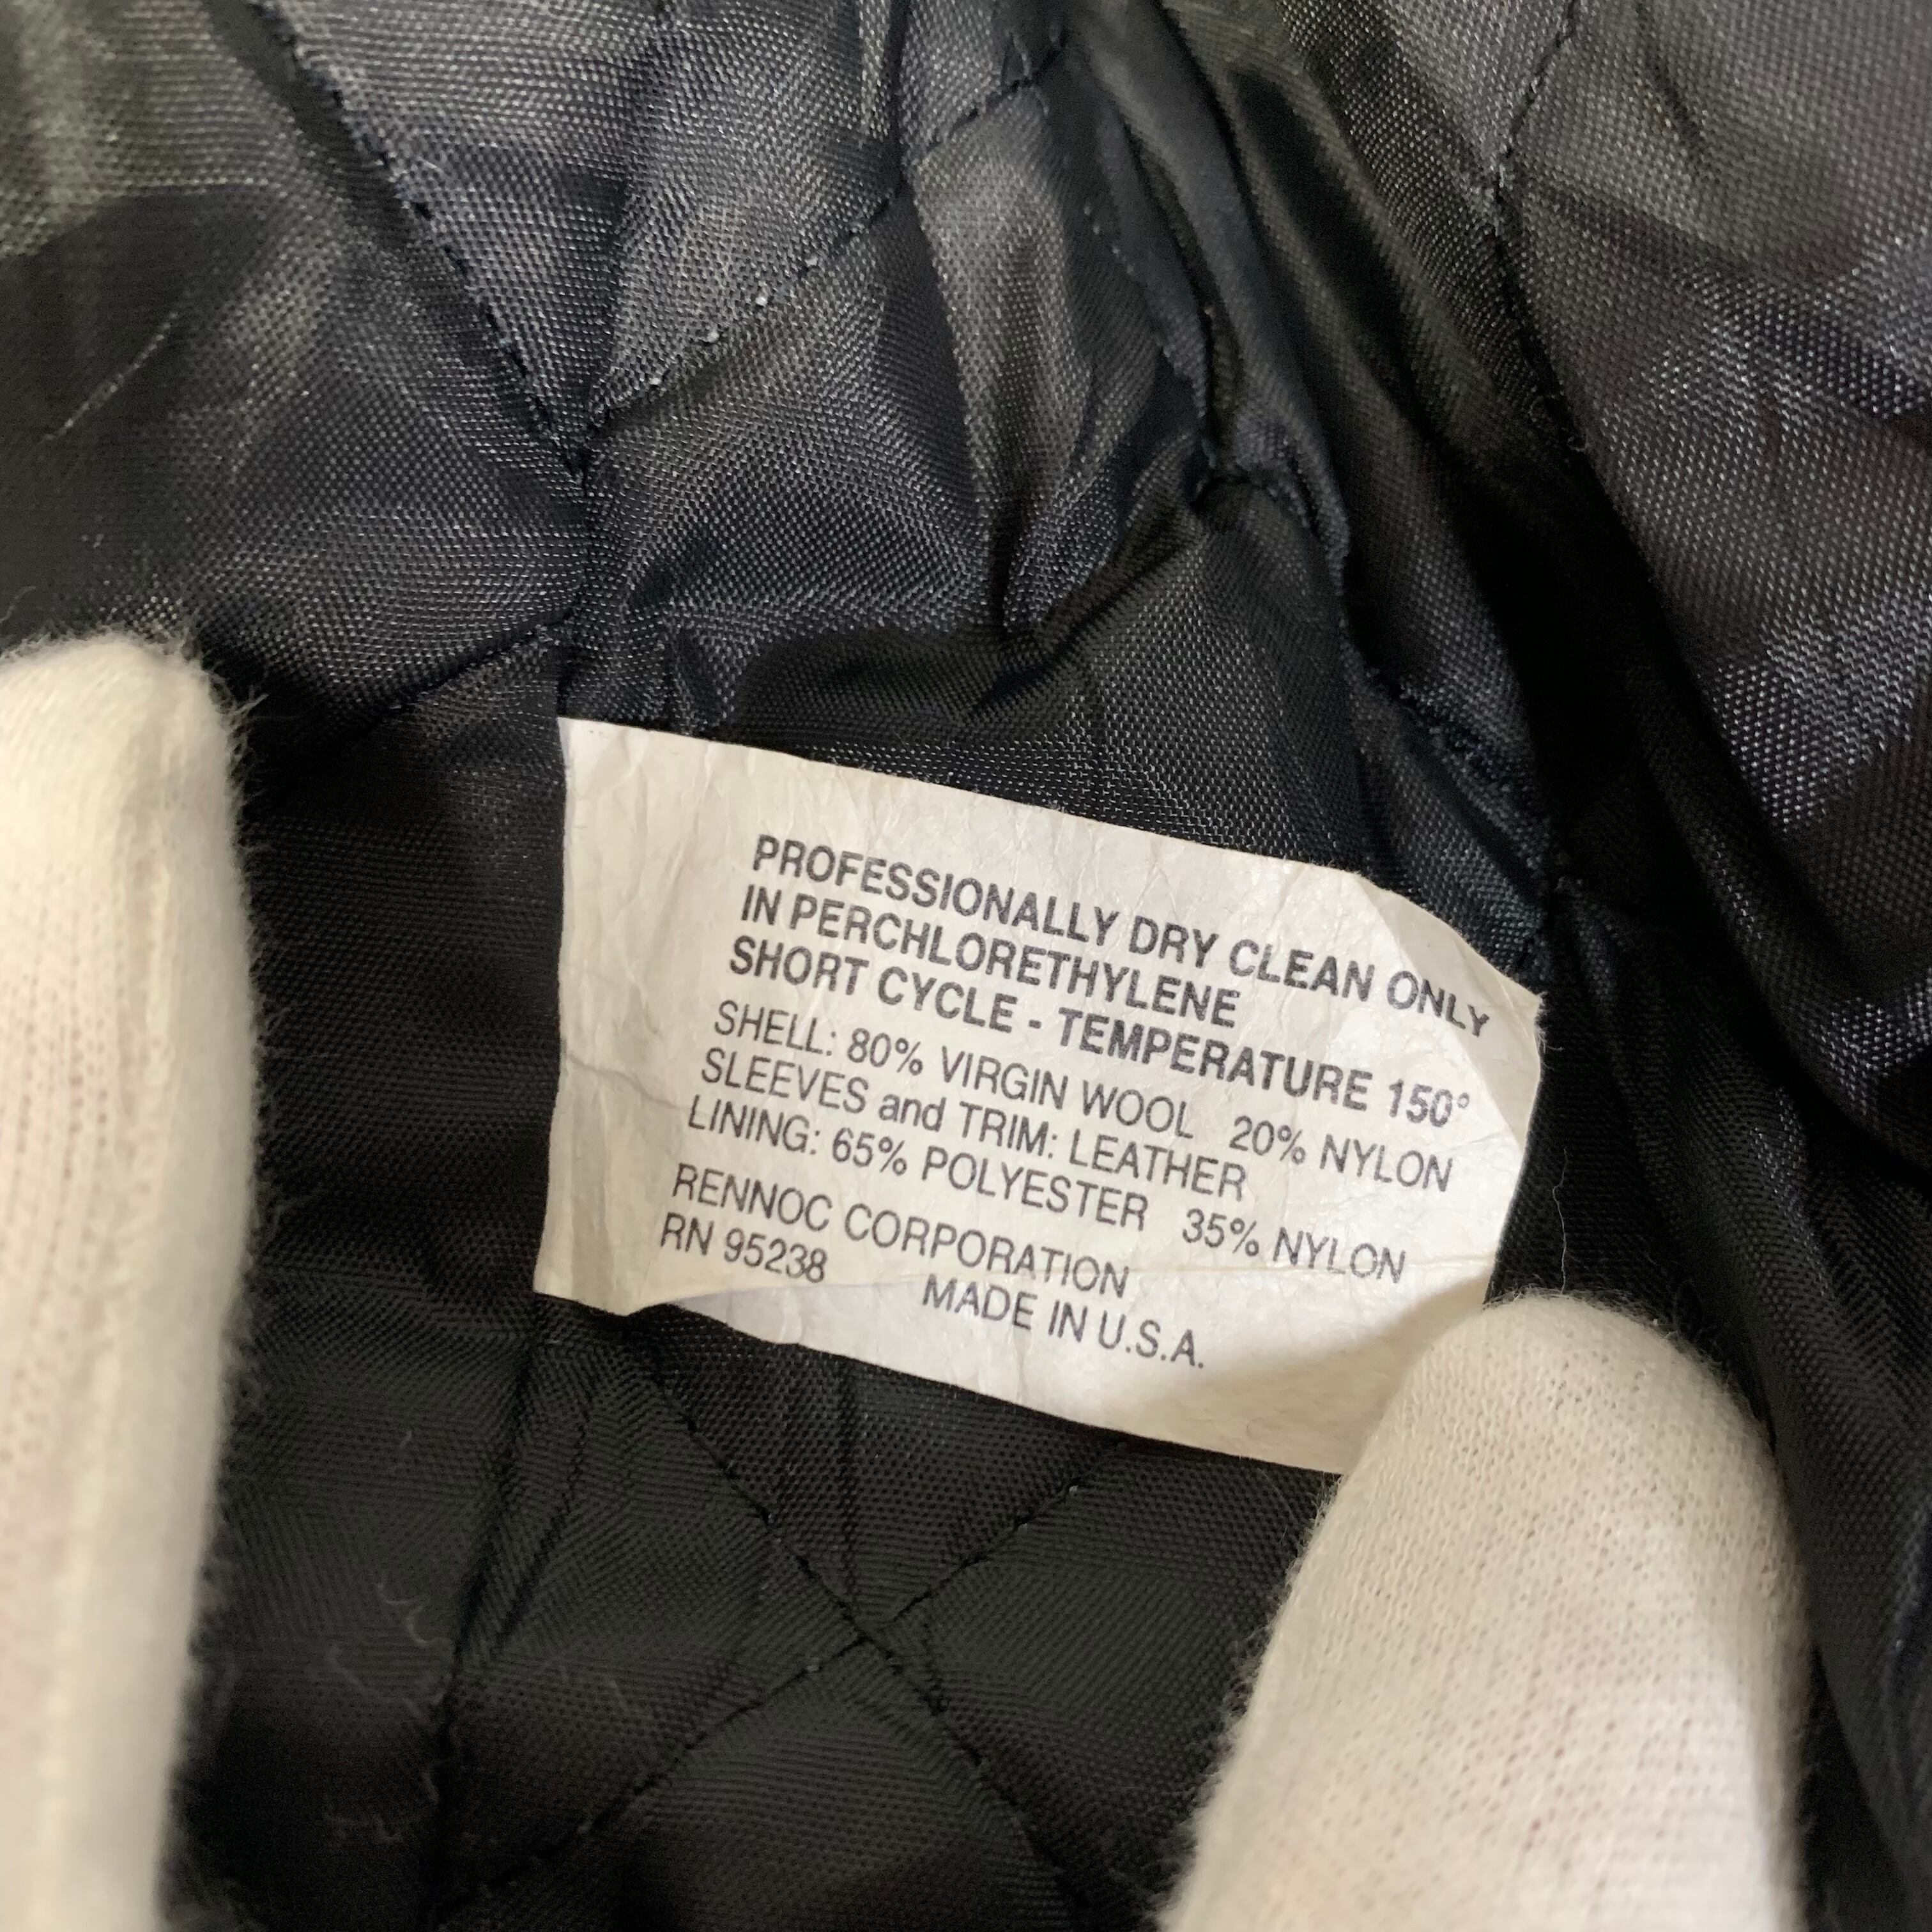 PROFESSIONALLY DRY CLEAN ONLY
IN PERCHLORETHYLENE
SHORT CYCLE - TEMPERATURE 150°
SHELL: 80% VIRGIN WOOL 20% NYLON
SLEEVES and TRIM: LEATHER
LINING: 65% POLYESTER 35% NYLON
RENNOC CORPORATION
RN 95238 MADE IN U.S.A.